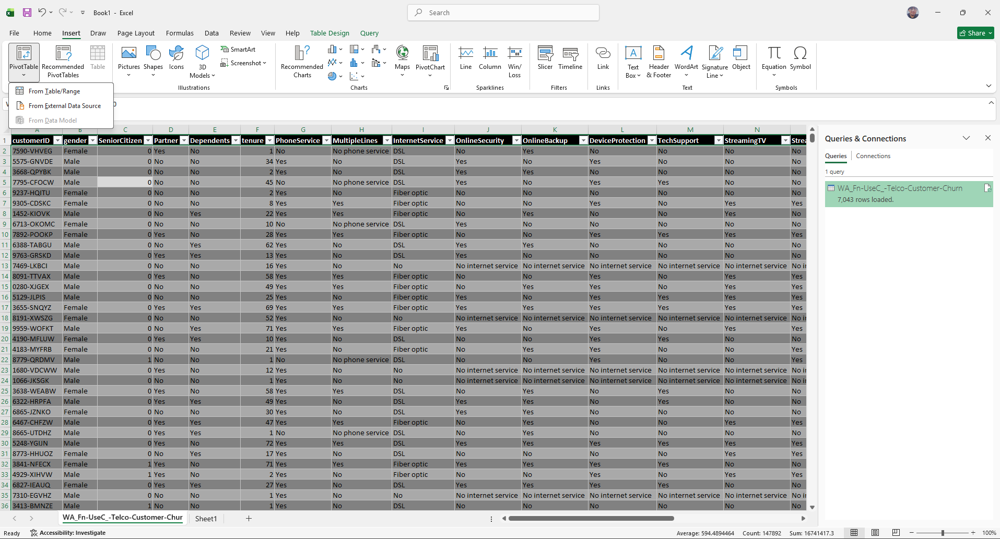 Book1 - Excel
Search
File Home Insert Draw Page Layout Formulas Data Review View Help Table Design Query
Share
PivotTable
Recommended PivotTables
Table
Pictures
Shapes
Icons
3D Models
SmartArt
Screenshot
Illustrations
Recommended Charts
Maps
PivotChart
Charts
Line
Column
Win/Loss
Sparklines
Slicer
Timeline
Filters
Link
Links
Text Box
Header & Footer
WordArt
Signature Line
Object
Text
Equation
Symbol
Symbols
From Table/Range
From External Data Source
From Data Model
0
A B C D E F G H I J K L M N
1 customerID gender SeniorCitizen Partner Dependents tenure PhoneService MultipleLines InternetService OnlineSecurity OnlineBackup DeviceProtection TechSupport StreamingTV Strea
2 7590-VHVEG Female 0 Yes No 1 No No phone service DSL No Yes No No No No
3 5575-GNVDE Male 0 No No 34 Yes No DSL Yes No Yes No No No
4 3668-QPYBK Male 0 No No 2 Yes No DSL Yes Yes No No No No
5 7795-CFOCW Male 0 No No 45 No No phone service DSL Yes No Yes Yes No No
6 9237-HQITU Female 0 No No 2 Yes No Fiber optic No No No No No No
7 9305-CDSKC Female 0 No No 8 Yes Yes Fiber optic No No Yes No Yes Yes
8 1452-KIOVK Male 0 No Yes 22 Yes Yes Fiber optic No Yes No No Yes No
9 6713-OKOMC Female 0 No No 10 No No phone service DSL Yes No No No No No
10 7892-POOKP Female 0 Yes No 28 Yes Yes Fiber optic No No Yes Yes Yes Yes
11 6388-TABGU Male 0 No Yes 62 Yes No DSL Yes Yes No No No No
12 9763-GRSKD Male 0 Yes Yes 13 Yes No DSL Yes No No No No No
13 7469-LKBCI Male 0 No No 16 Yes No No No internet service No internet service No internet service No internet service No internet service No i
14 8091-TTVAX Male 0 Yes No 58 Yes Yes Fiber optic No No Yes No Yes Yes
15 0280-XJGEX Male 0 No No 49 Yes Yes Fiber optic No Yes Yes No Yes Yes
16 5129-JLPIS Male 0 No No 25 Yes No Fiber optic Yes No Yes Yes Yes Yes
17 3655-SNQYZ Female 0 Yes Yes 69 Yes Yes Fiber optic Yes Yes Yes Yes Yes Yes
18 8191-XWSZG Female 0 No No 52 Yes No No No internet service No internet service No internet service No internet service No internet service No i
19 9959-WOFKT Male 0 No Yes 71 Yes Yes Fiber optic Yes No Yes No Yes Yes
20 4190-MFLUW Female 0 Yes Yes 10 Yes No DSL No No Yes Yes No No
21 4183-MYFRB Female 0 No No 21 Yes No Fiber optic No Yes Yes No No Yes
22 8779-QRDMV Male 1 No No 1 No No phone service DSL No No Yes No No Yes
23 1680-VDCWW Male 0 Yes No 12 Yes No No No internet service No internet service No internet service No internet service No internet service No i
24 1066-JKSGK Male 0 No No 1 Yes No No No internet service No internet service No internet service No internet service No internet service No i
25 3638-WEABW Female 0 Yes No 58 Yes Yes DSL No Yes No Yes No No
26 6322-HRPFA Male 0 Yes Yes 49 Yes No DSL Yes Yes No Yes No No
27 6865-JZNKO Female 0 No No 30 Yes No DSL Yes Yes No No No No
28 6467-CHFZW Male 0 Yes Yes 47 Yes Yes Fiber optic No Yes No No Yes Yes
29 8665-UTDHZ Male 0 Yes Yes 1 No No phone service DSL No Yes No No No No
30 5248-YGIJN Male 0 Yes No 72 Yes Yes DSL Yes Yes Yes Yes Yes Yes
31 8773-HHUOZ Female 0 No Yes 17 Yes No DSL No No No No Yes Yes
32 3841-NFECX Female 1 Yes No 71 Yes Yes Fiber optic Yes Yes Yes Yes No No
33 4929-XIHVW Male 1 Yes No 2 Yes No Fiber optic No No Yes No Yes Yes
34 6827-IEAUQ Female 0 Yes Yes 27 Yes No DSL Yes Yes Yes Yes No No
35 7310-EGVHZ Male 0 No No 1 Yes No No No internet service No internet service No internet service No internet service No internet service No i
36 3413-BMNZE Male 1 No No 1 Yes No DSL No No No No No No
Queries & Connections
Queries Connections
1 query
WA_Fn-UseC_-Telco-Customer-Churn
7,043 rows loaded.
WA_Fn-UseC_-Telco-Customer-Chur Sheet1
Ready Accessibility: Investigate Average: 594.4894464 Count: 147892 Sum: 16741417.3 100%